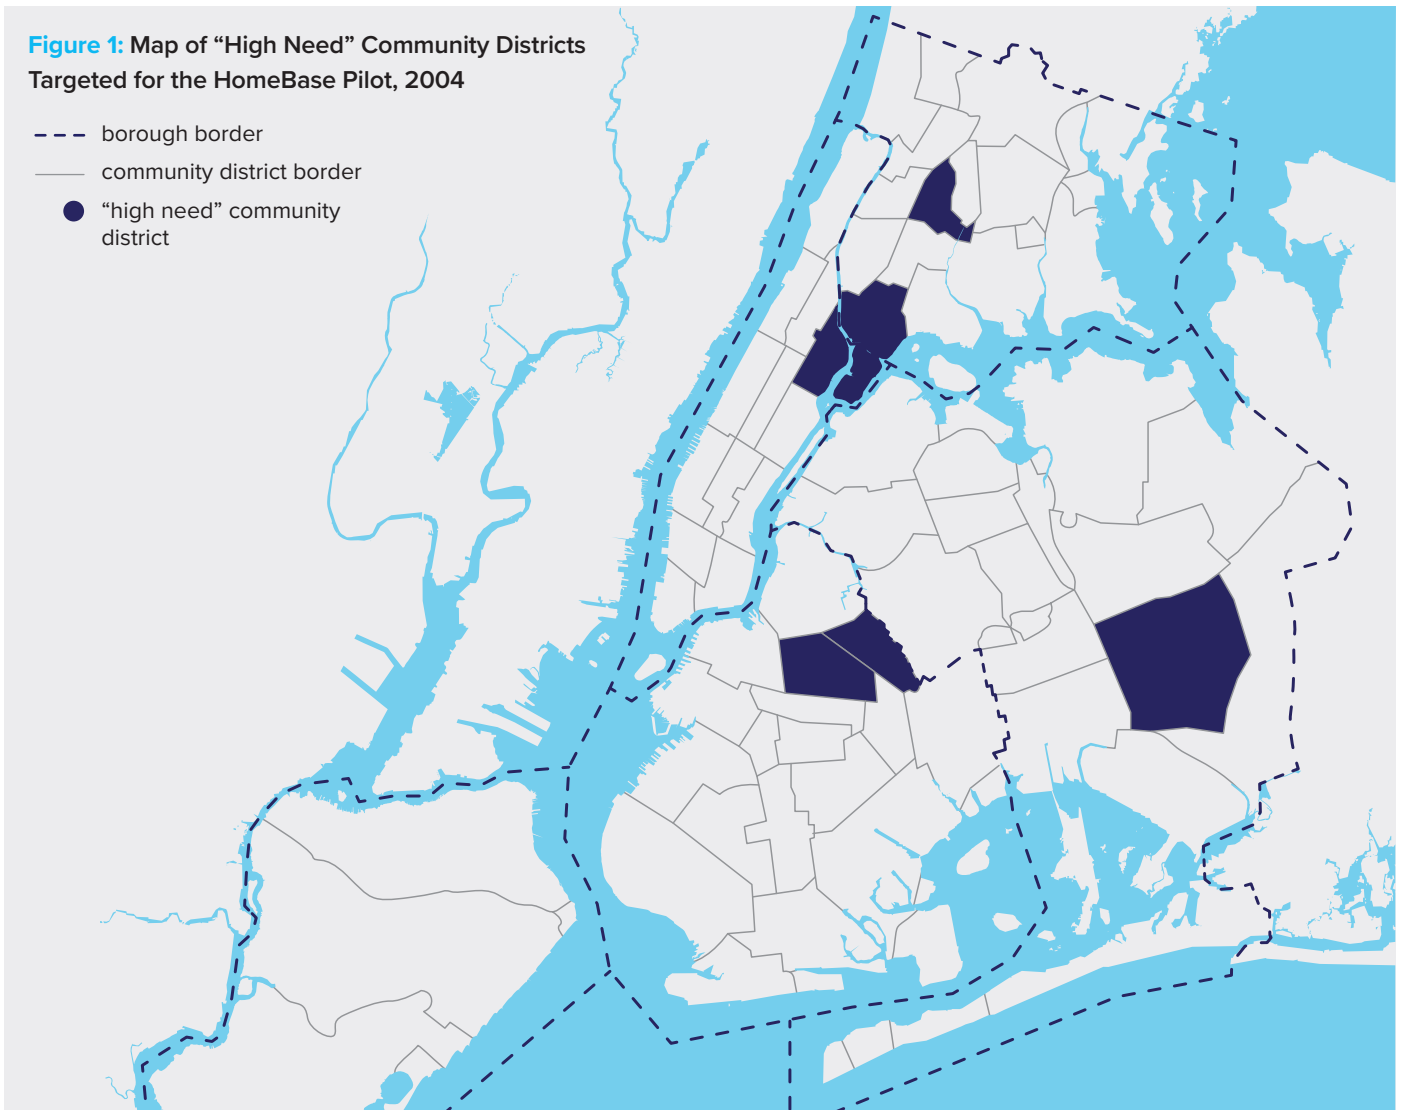 Figure 1: Map of “High Need” Community Districts
Targeted for the HomeBase Pilot, 2004
borough border
community district border
“high need” community
district